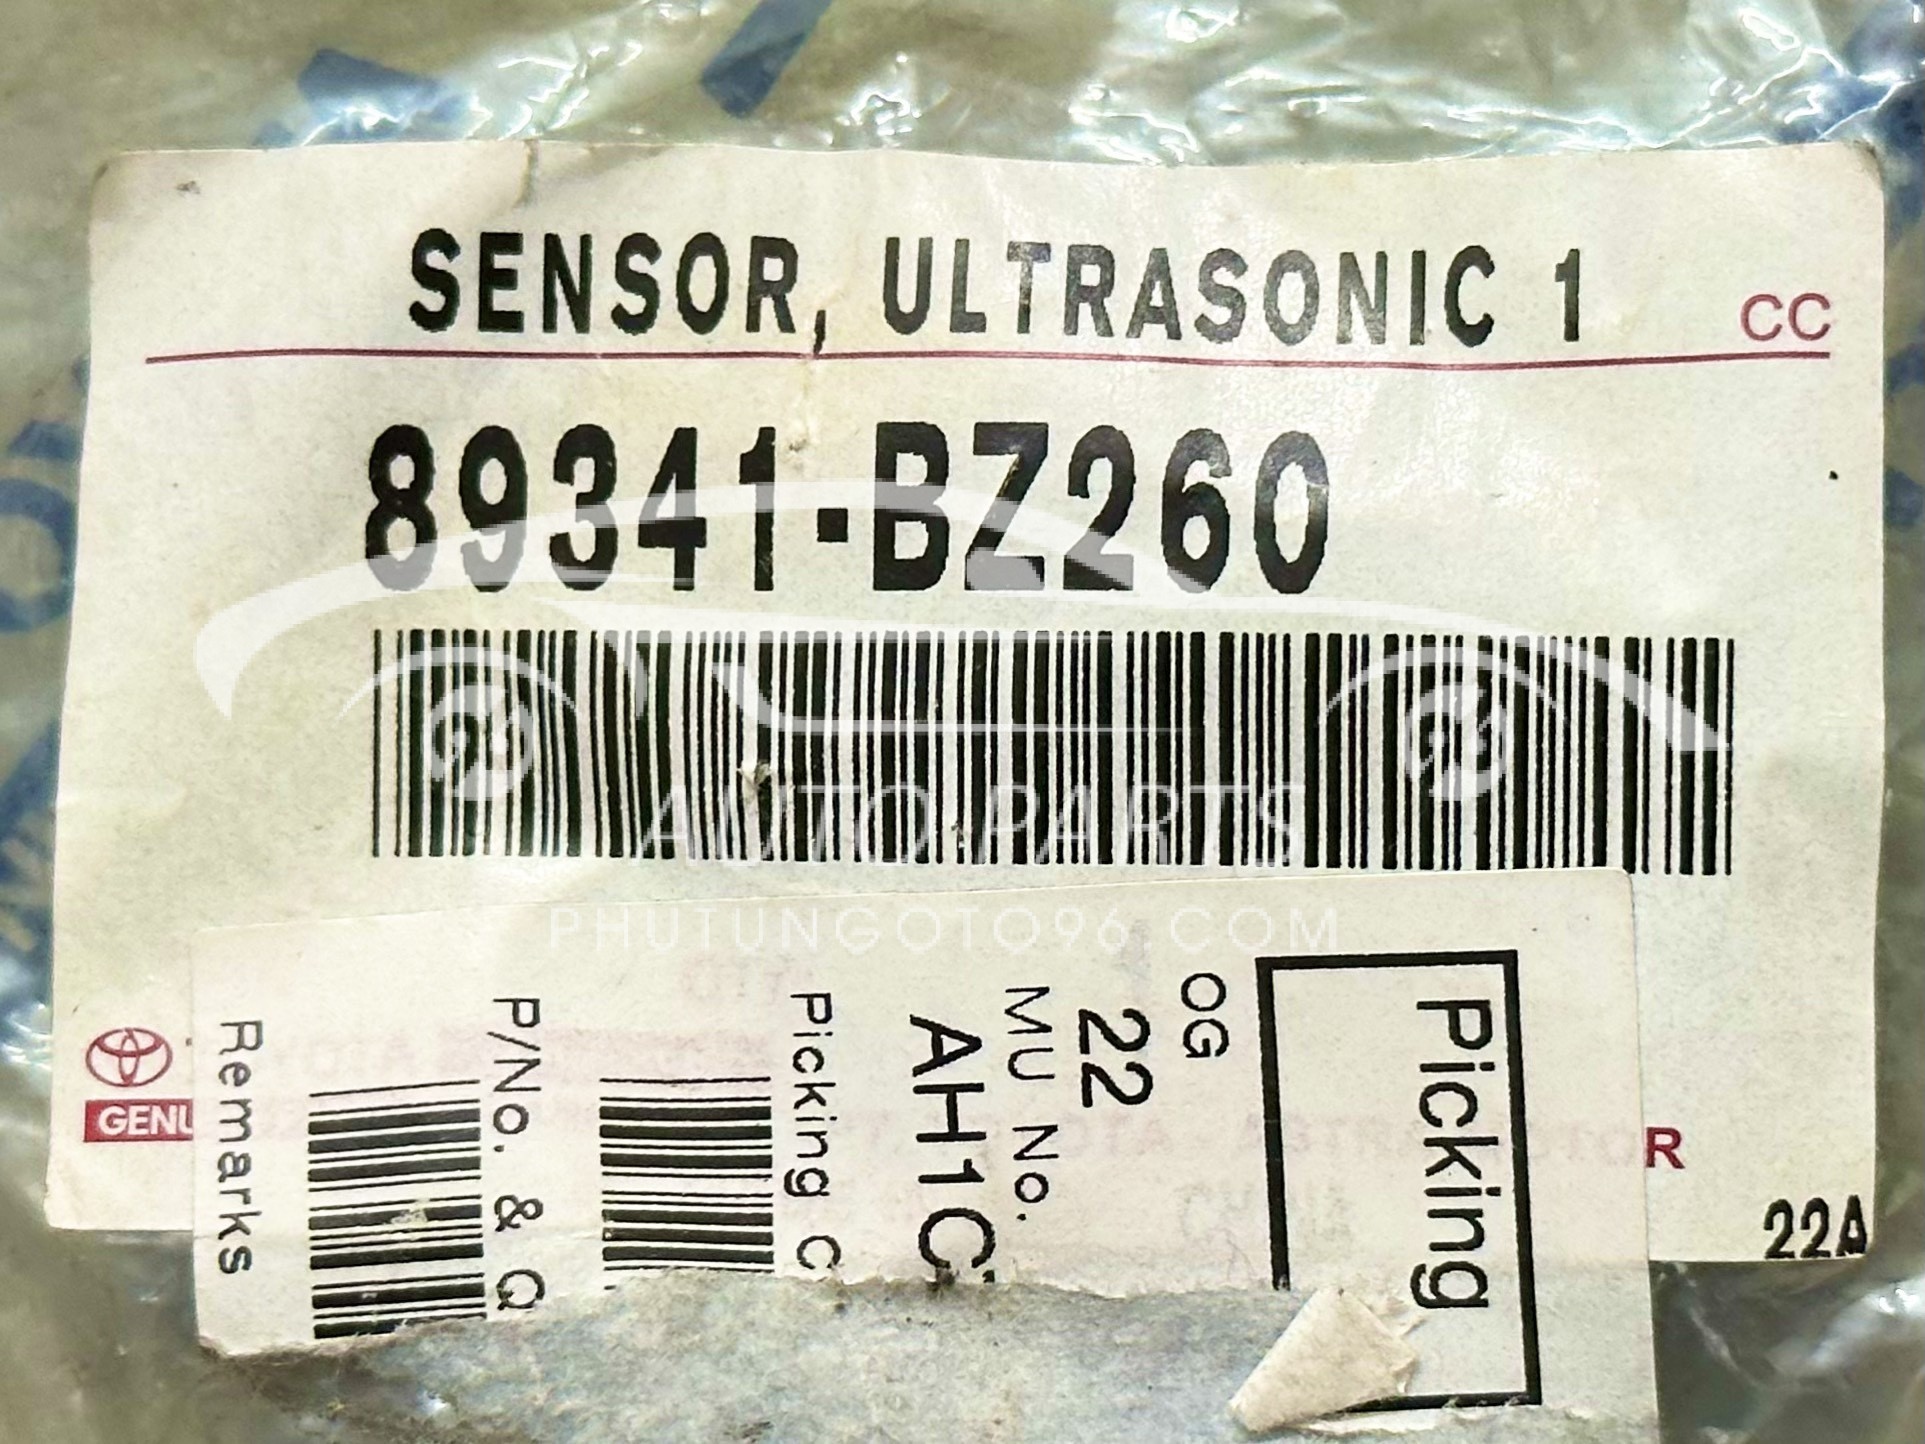 SENSOR, ULTRASONIC 1
CC
89341-BZ260
AUTO PARTS
PHUTUNGOTO96.COM
Picking
OG
22
MU No.
AH1C
Picking C
P/No. & Q
Remarks
GENU
R
22A